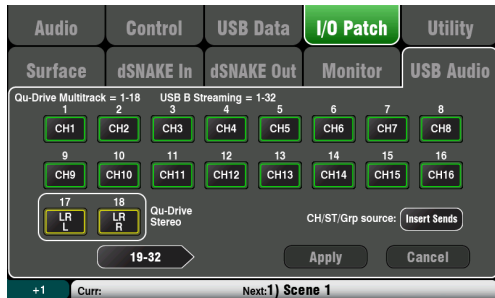 Audio Control USB Data I/O Patch Utility
Surface dSNAKE In dSNAKE Out Monitor USB Audio
Qu-Drive Multitrack = 1-18 USB B Streaming = 1-32
1 2 3 4 5 6 7 8
CH1 CH2 CH3 CH4 CH5 CH6 CH7 CH8
9 10 11 12 13 14 15 16
CH9 CH10 CH11 CH12 CH13 CH14 CH15 CH16
17 18
LR LR Qu-Drive
L R Stereo
CH/ST/Grp source: Insert Sends
19-32 Apply Cancel
+1 Curr: Next:1) Scene 1